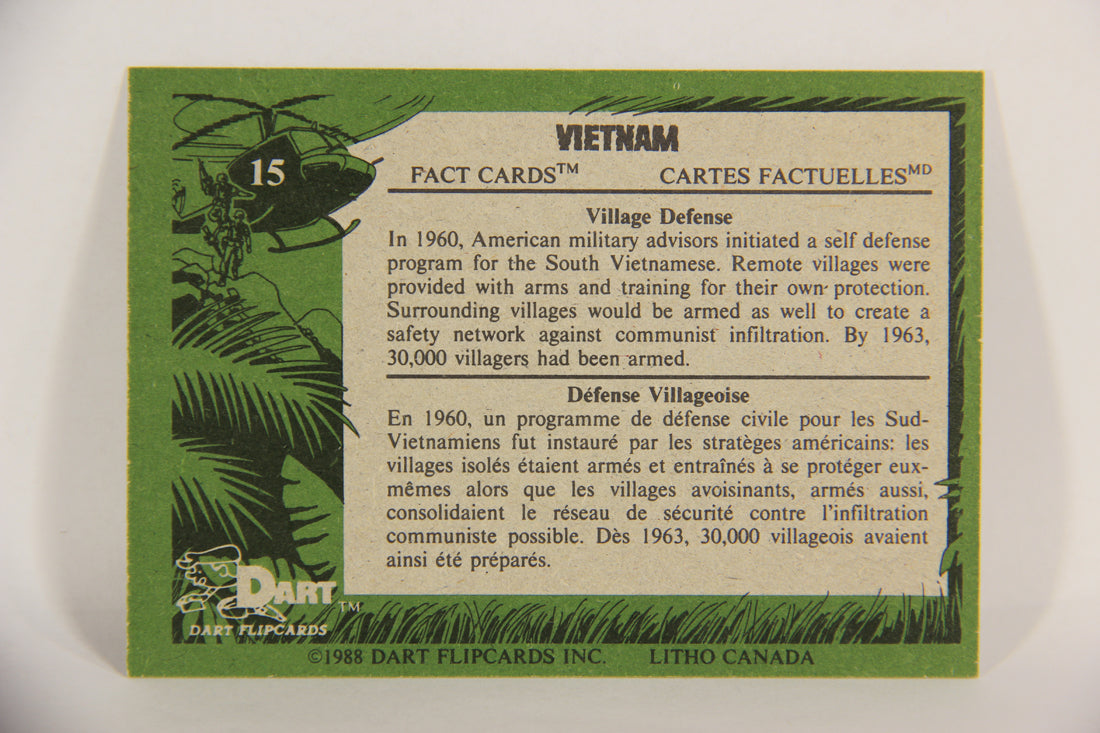 15
VIETNAM
FACT CARDS™ CARTES FACTUELLESᴹᴰ
Village Defense
In 1960, American military advisors initiated a self defense
program for the South Vietnamese. Remote villages were
provided with arms and training for their own protection.
Surrounding villages would be armed as well to create a
safety network against communist infiltration. By 1963,
30,000 villagers had been armed.
Défense Villageoise
En 1960, un programme de défense civile pour les Sud-
Vietnamiens fut instauré par les stratèges américains: les
villages isolés étaient armés et entraînés à se protéger eux-
mêmes alors que les villages avoisinants, armés aussi,
consolidaient le réseau de sécurité contre l'infiltration
communiste possible. Dès 1963, 30,000 villageois avaient
ainsi été préparés.
DART™
DART FLIPCARDS
©1988 DART FLIPCARDS INC. LITHO CANADA